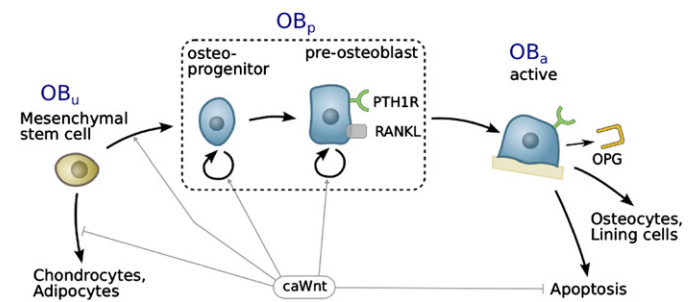 OBp
osteo-
progenitor
pre-osteoblast
PTH1R
RANKL
OBu
Mesenchymal
stem cell
OBa
active
OPG
Osteocytes,
Lining cells
Chondrocytes,
Adipocytes
caWnt
Apoptosis